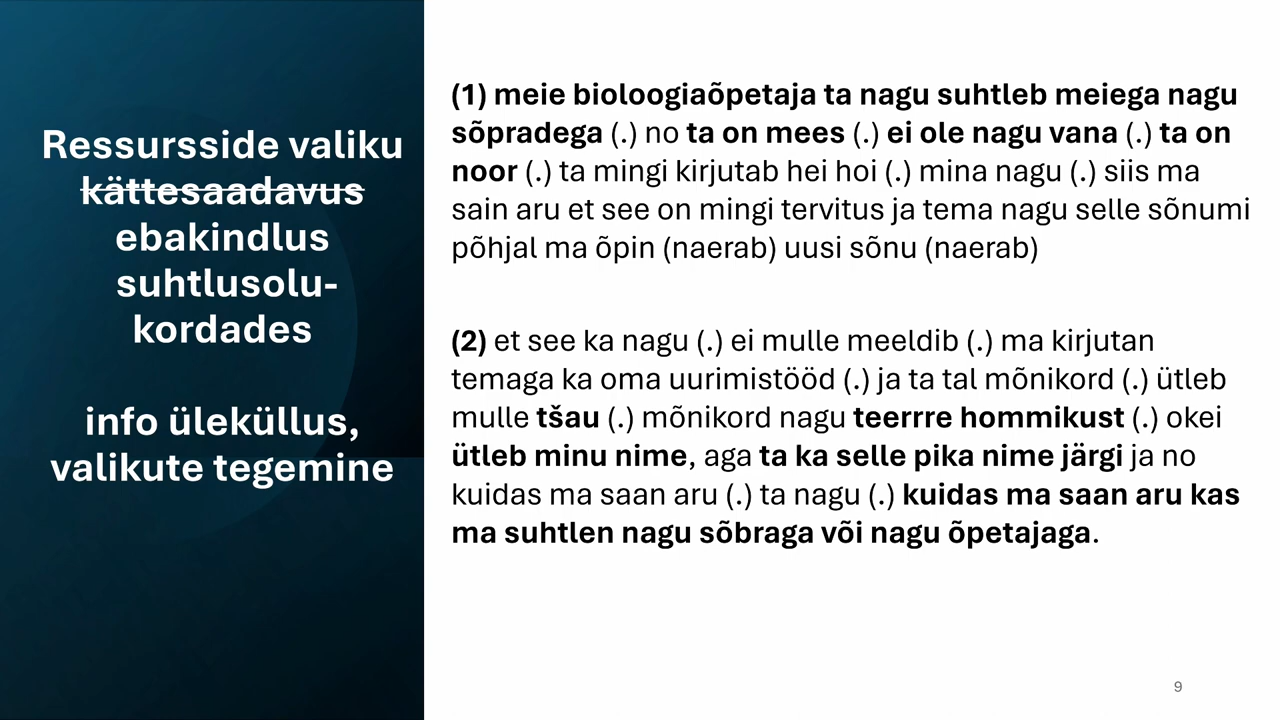 Ressursside valiku
kättesaadavus
ebakindlus
suhtlusolu-
kordades
info üleküllus,
valikute tegemine
(1) meie bioloogiaõpetaja ta nagu suhtleb meiega nagu
sõpradega (.) no ta on mees (.) ei ole nagu vana (.) ta on
noor (.) ta mingi kirjutab hei hoi (.) mina nagu (.) siis ma
sain aru et see on mingi tervitus ja tema nagu selle sõnumi
põhjal ma õpin (naerab) uusi sõnu (naerab)
(2) et see ka nagu (.) ei mulle meeldib (.) ma kirjutan
temaga ka oma uurimistööd (.) ja ta tal mõnikord (.) ütleb
mulle tšau (.) mõnikord nagu teerrre hommikust (.) okei
ütleb minu nime, aga ta ka selle pika nime järgi ja no
kuidas ma saan aru (.) ta nagu (.) kuidas ma saan aru kas
ma suhtlen nagu sõbraga või nagu õpetajaga.
9